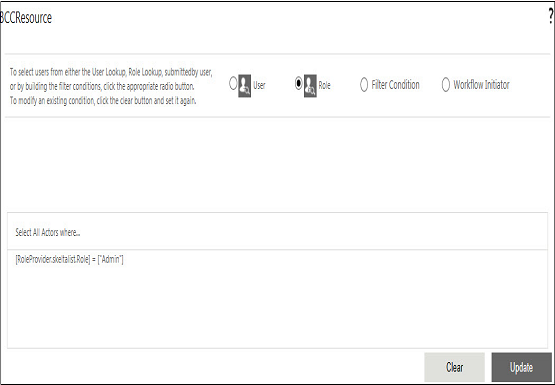 BCCResource
?
To select users from either the User Lookup, Role Lookup, submittedby user,
or by building the filter conditions, click the appropriate radio button.
To modify an existing condition, click the clear button and set it again.
User
Role
Filter Condition
Workflow Initiator
Select All Actors where...
[RoleProvider.skeltalist.Role] = ["Admin"]
Clear
Update